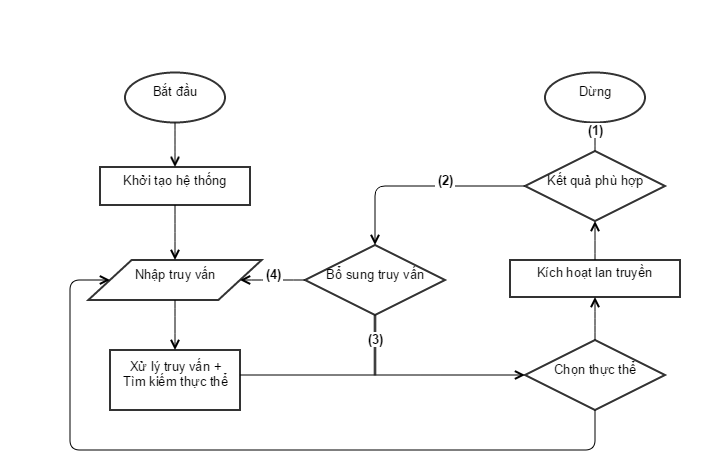 Bắt đầu
Dừng
(1)
Khởi tạo hệ thống
Kết quả phù hợp
(2)
Nhập truy vấn
(4)
Bổ sung truy vấn
Kích hoạt lan truyền
(3)
Xử lý truy vấn +
Tìm kiếm thực thể
Chọn thực thể